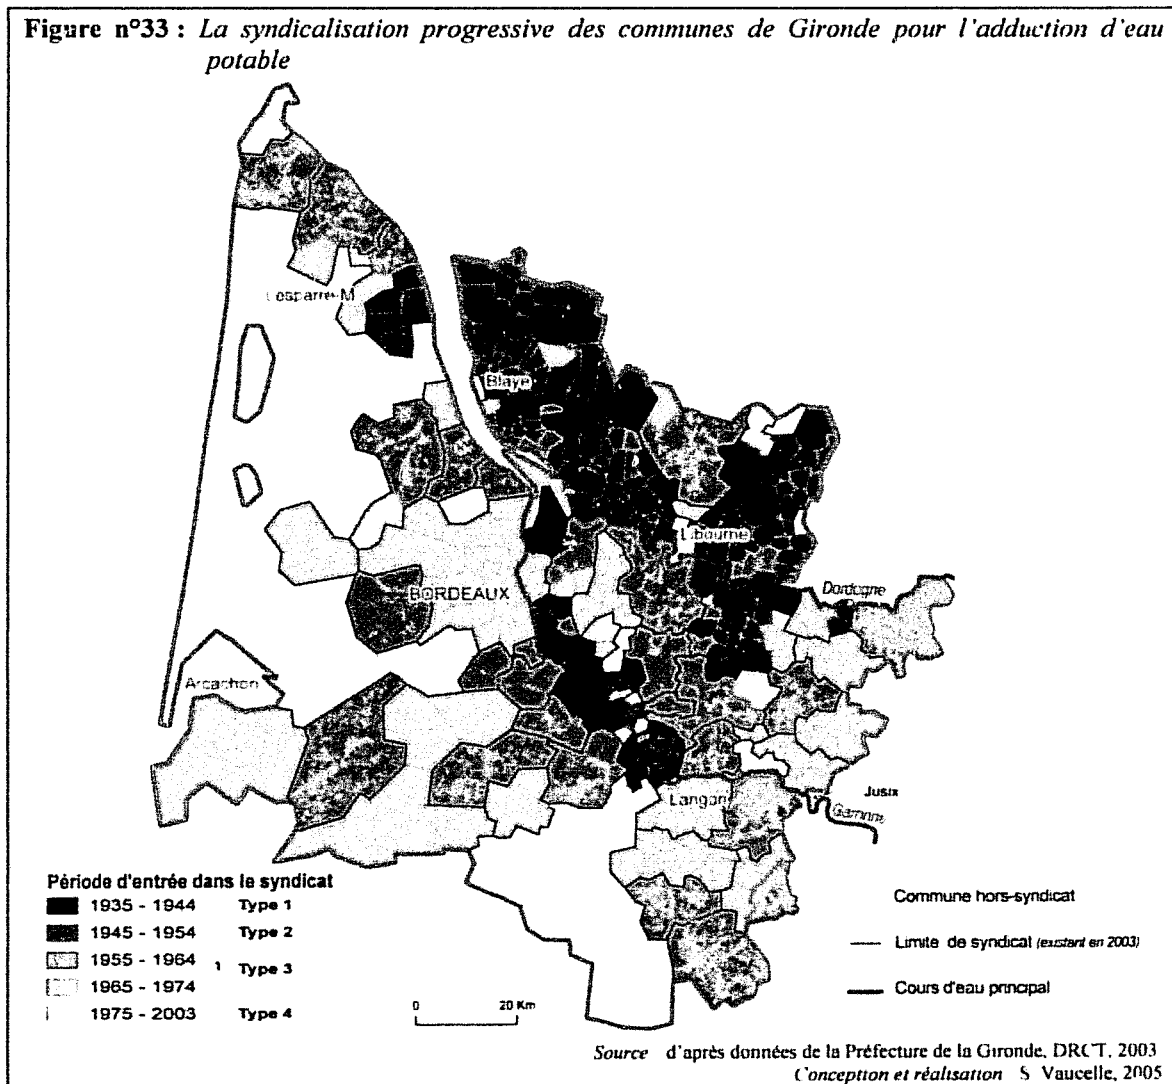 Figure n°33 : La syndicalisation progressive des communes de Gironde pour l'adduction d'eau
potable
Lesparre-M
Blaye
Libourne
BORDEAUX
Dordogne
Arcachon
Langon
Jusix
Garonne
Période d'entrée dans le syndicat
1935 - 1944 Type 1
1945 - 1954 Type 2
1955 - 1964
Type 3
1965 - 1974
1975 - 2003 Type 4
0 20 Km
Commune hors-syndicat
Limite de syndicat (existant en 2003)
Cours d'eau principal
Source d'après données de la Préfecture de la Gironde, DRCT, 2003
Conception et réalisation S Vaucelle, 2005